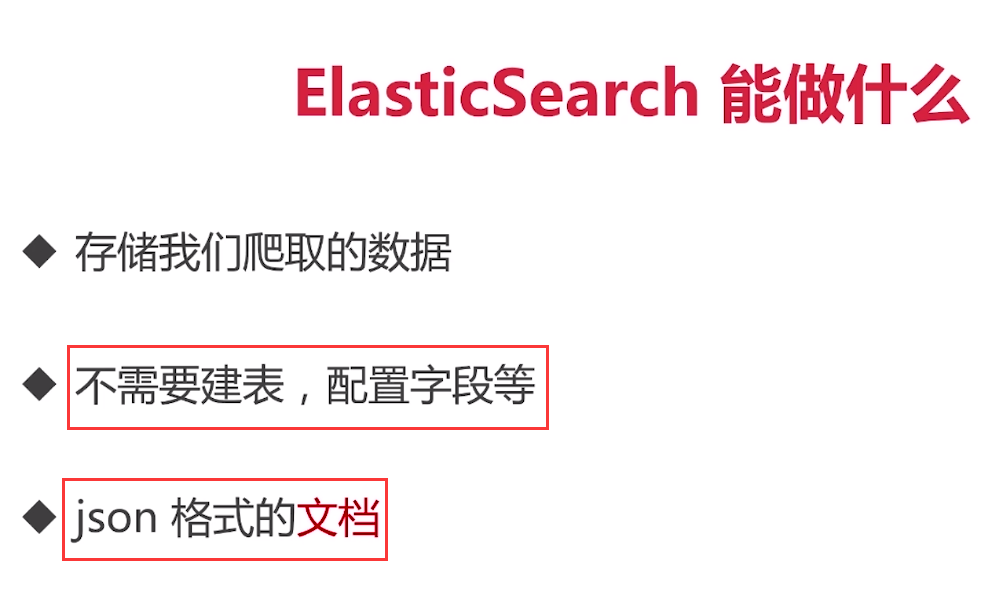 ElasticSearch 能做什么
存储我们爬取的数据
不需要建表，配置字段等
json 格式的文档